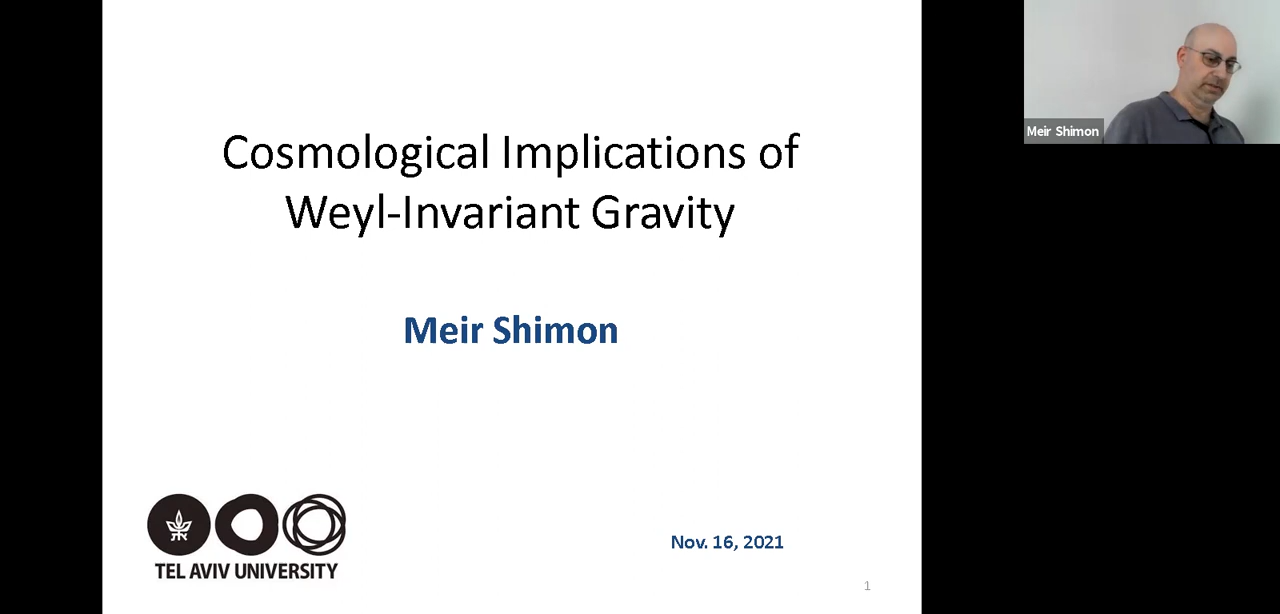 Cosmological Implications of
Weyl-Invariant Gravity
Meir Shimon
TEL AVIV UNIVERSITY
Nov. 16, 2021
1
Meir Shimon